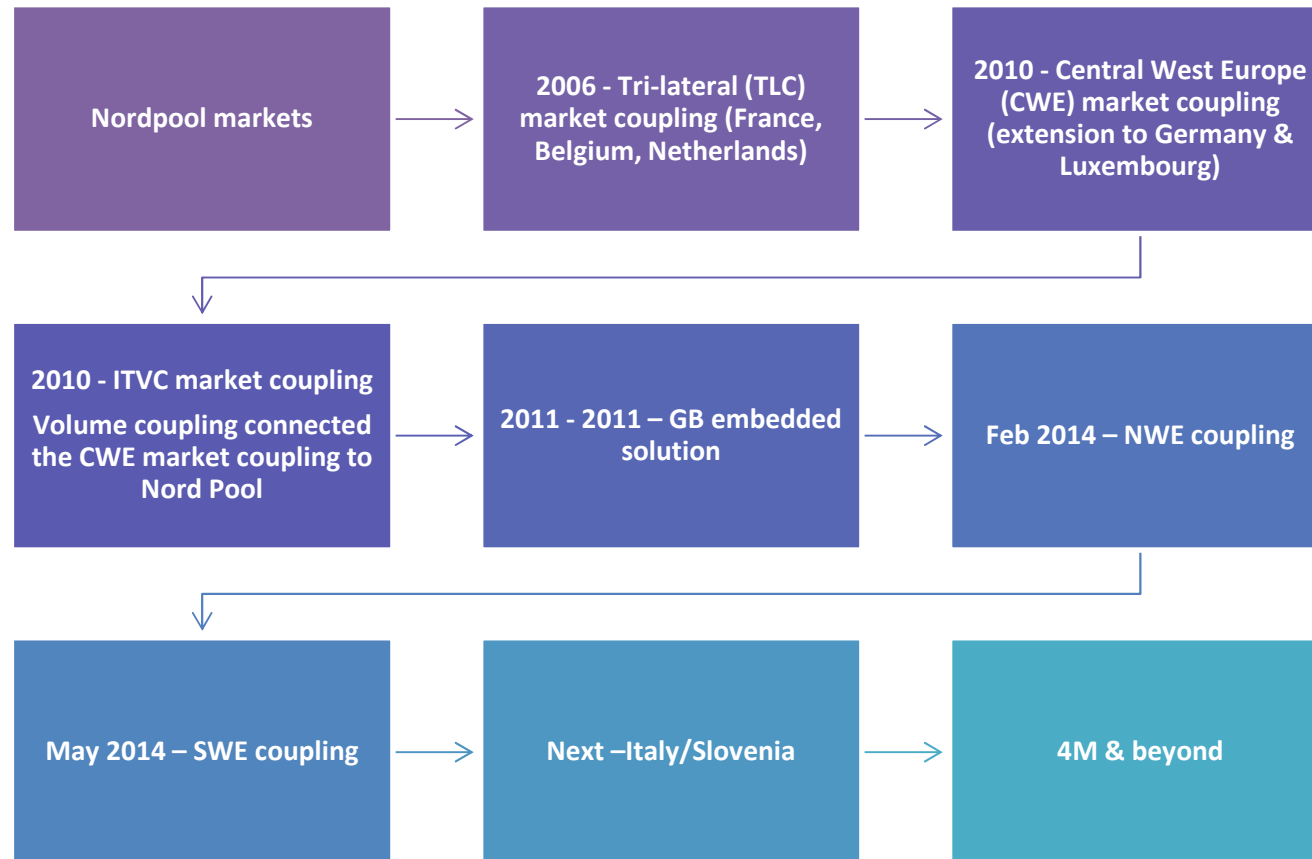 Nordpool markets
2006 - Tri-lateral (TLC)
market coupling (France,
Belgium, Netherlands)
2010 - Central West Europe
(CWE) market coupling
(extension to Germany &
Luxembourg)
2010 - ITVC market coupling
Volume coupling connected
the CWE market coupling to
Nord Pool
2011 - 2011 – GB embedded
solution
Feb 2014 – NWE coupling
May 2014 – SWE coupling
Next –Italy/Slovenia
4M & beyond